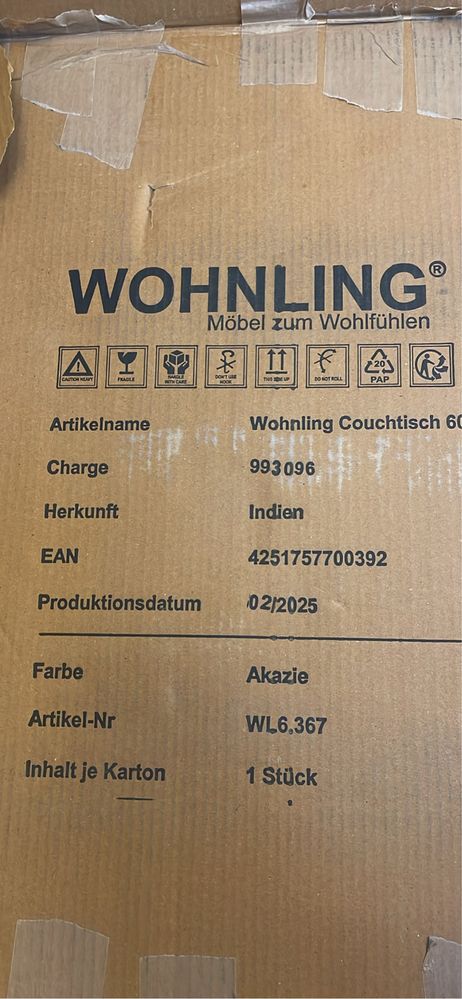 WOHNLING®
Möbel zum Wohlfühlen
CAUTION HEAVY FRAGILE HANDLE WITH CARE DON'T USE HOOK THIS SIDE UP DO NOT ROLL 20 PAP
Artikelname Wohnling Couchtisch 60
Charge 993096
Herkunft Indien
EAN 4251757700392
Produktionsdatum 02/2025
Farbe Akazie
Artikel-Nr WL6.367
Inhalt je Karton 1 Stück